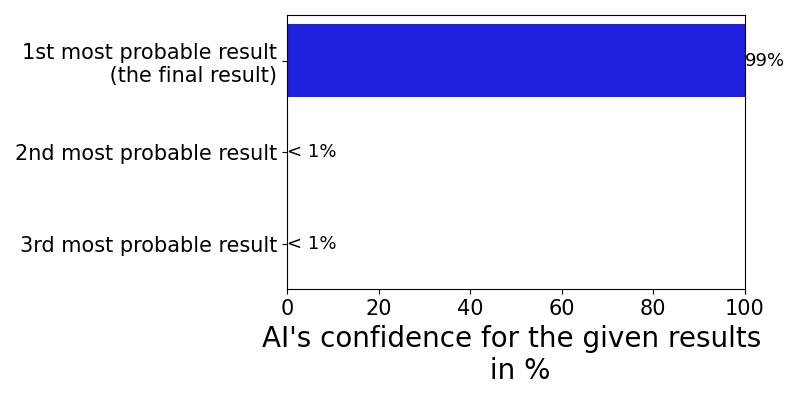 1st most probable result
(the final result)
99%
2nd most probable result
< 1%
3rd most probable result
< 1%
0 20 40 60 80 100
AI's confidence for the given results
in %